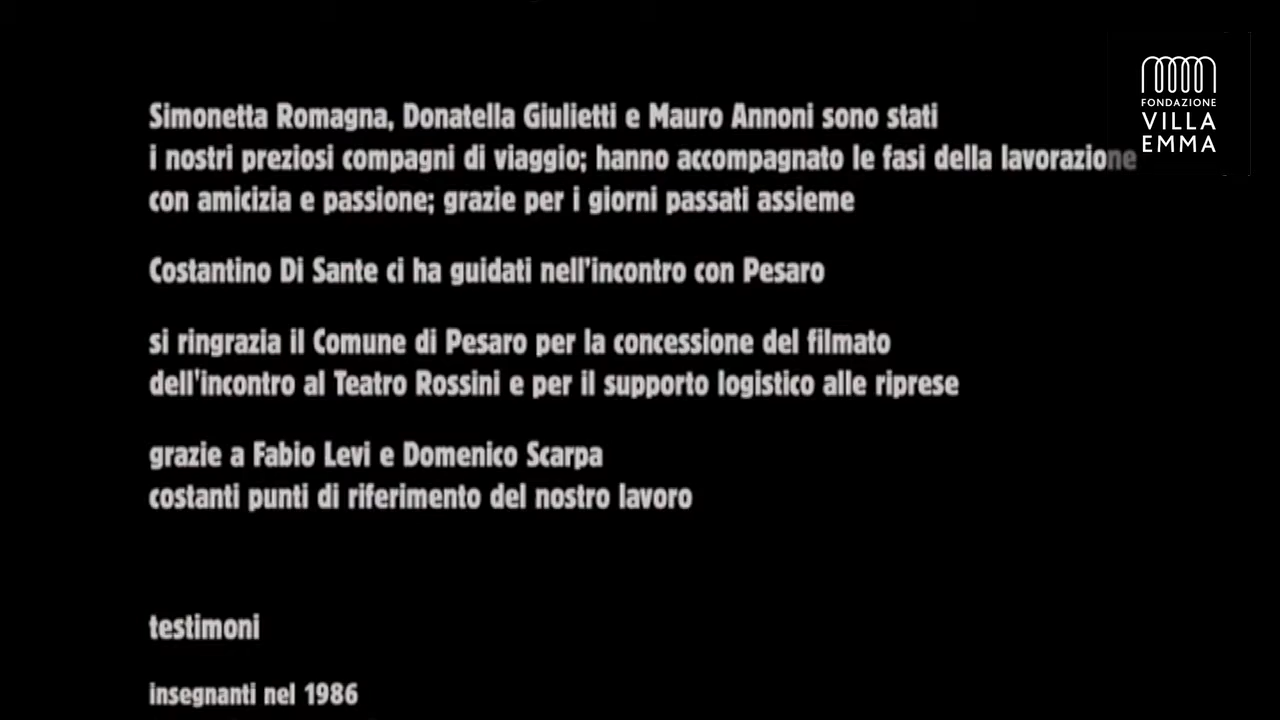 Simonetta Romagna, Donatella Giulietti e Mauro Annoni sono stati
i nostri preziosi compagni di viaggio; hanno accompagnato le fasi della lavorazione
con amicizia e passione; grazie per i giorni passati assieme
Costantino Di Sante ci ha guidati nell'incontro con Pesaro
si ringrazia il Comune di Pesaro per la concessione del filmato
dell'incontro al Teatro Rossini e per il supporto logistico alle riprese
grazie a Fabio Levi e Domenico Scarpa
costanti punti di riferimento del nostro lavoro
testimoni
insegnanti nel 1986
FONDAZIONE
VILLA
EMMA